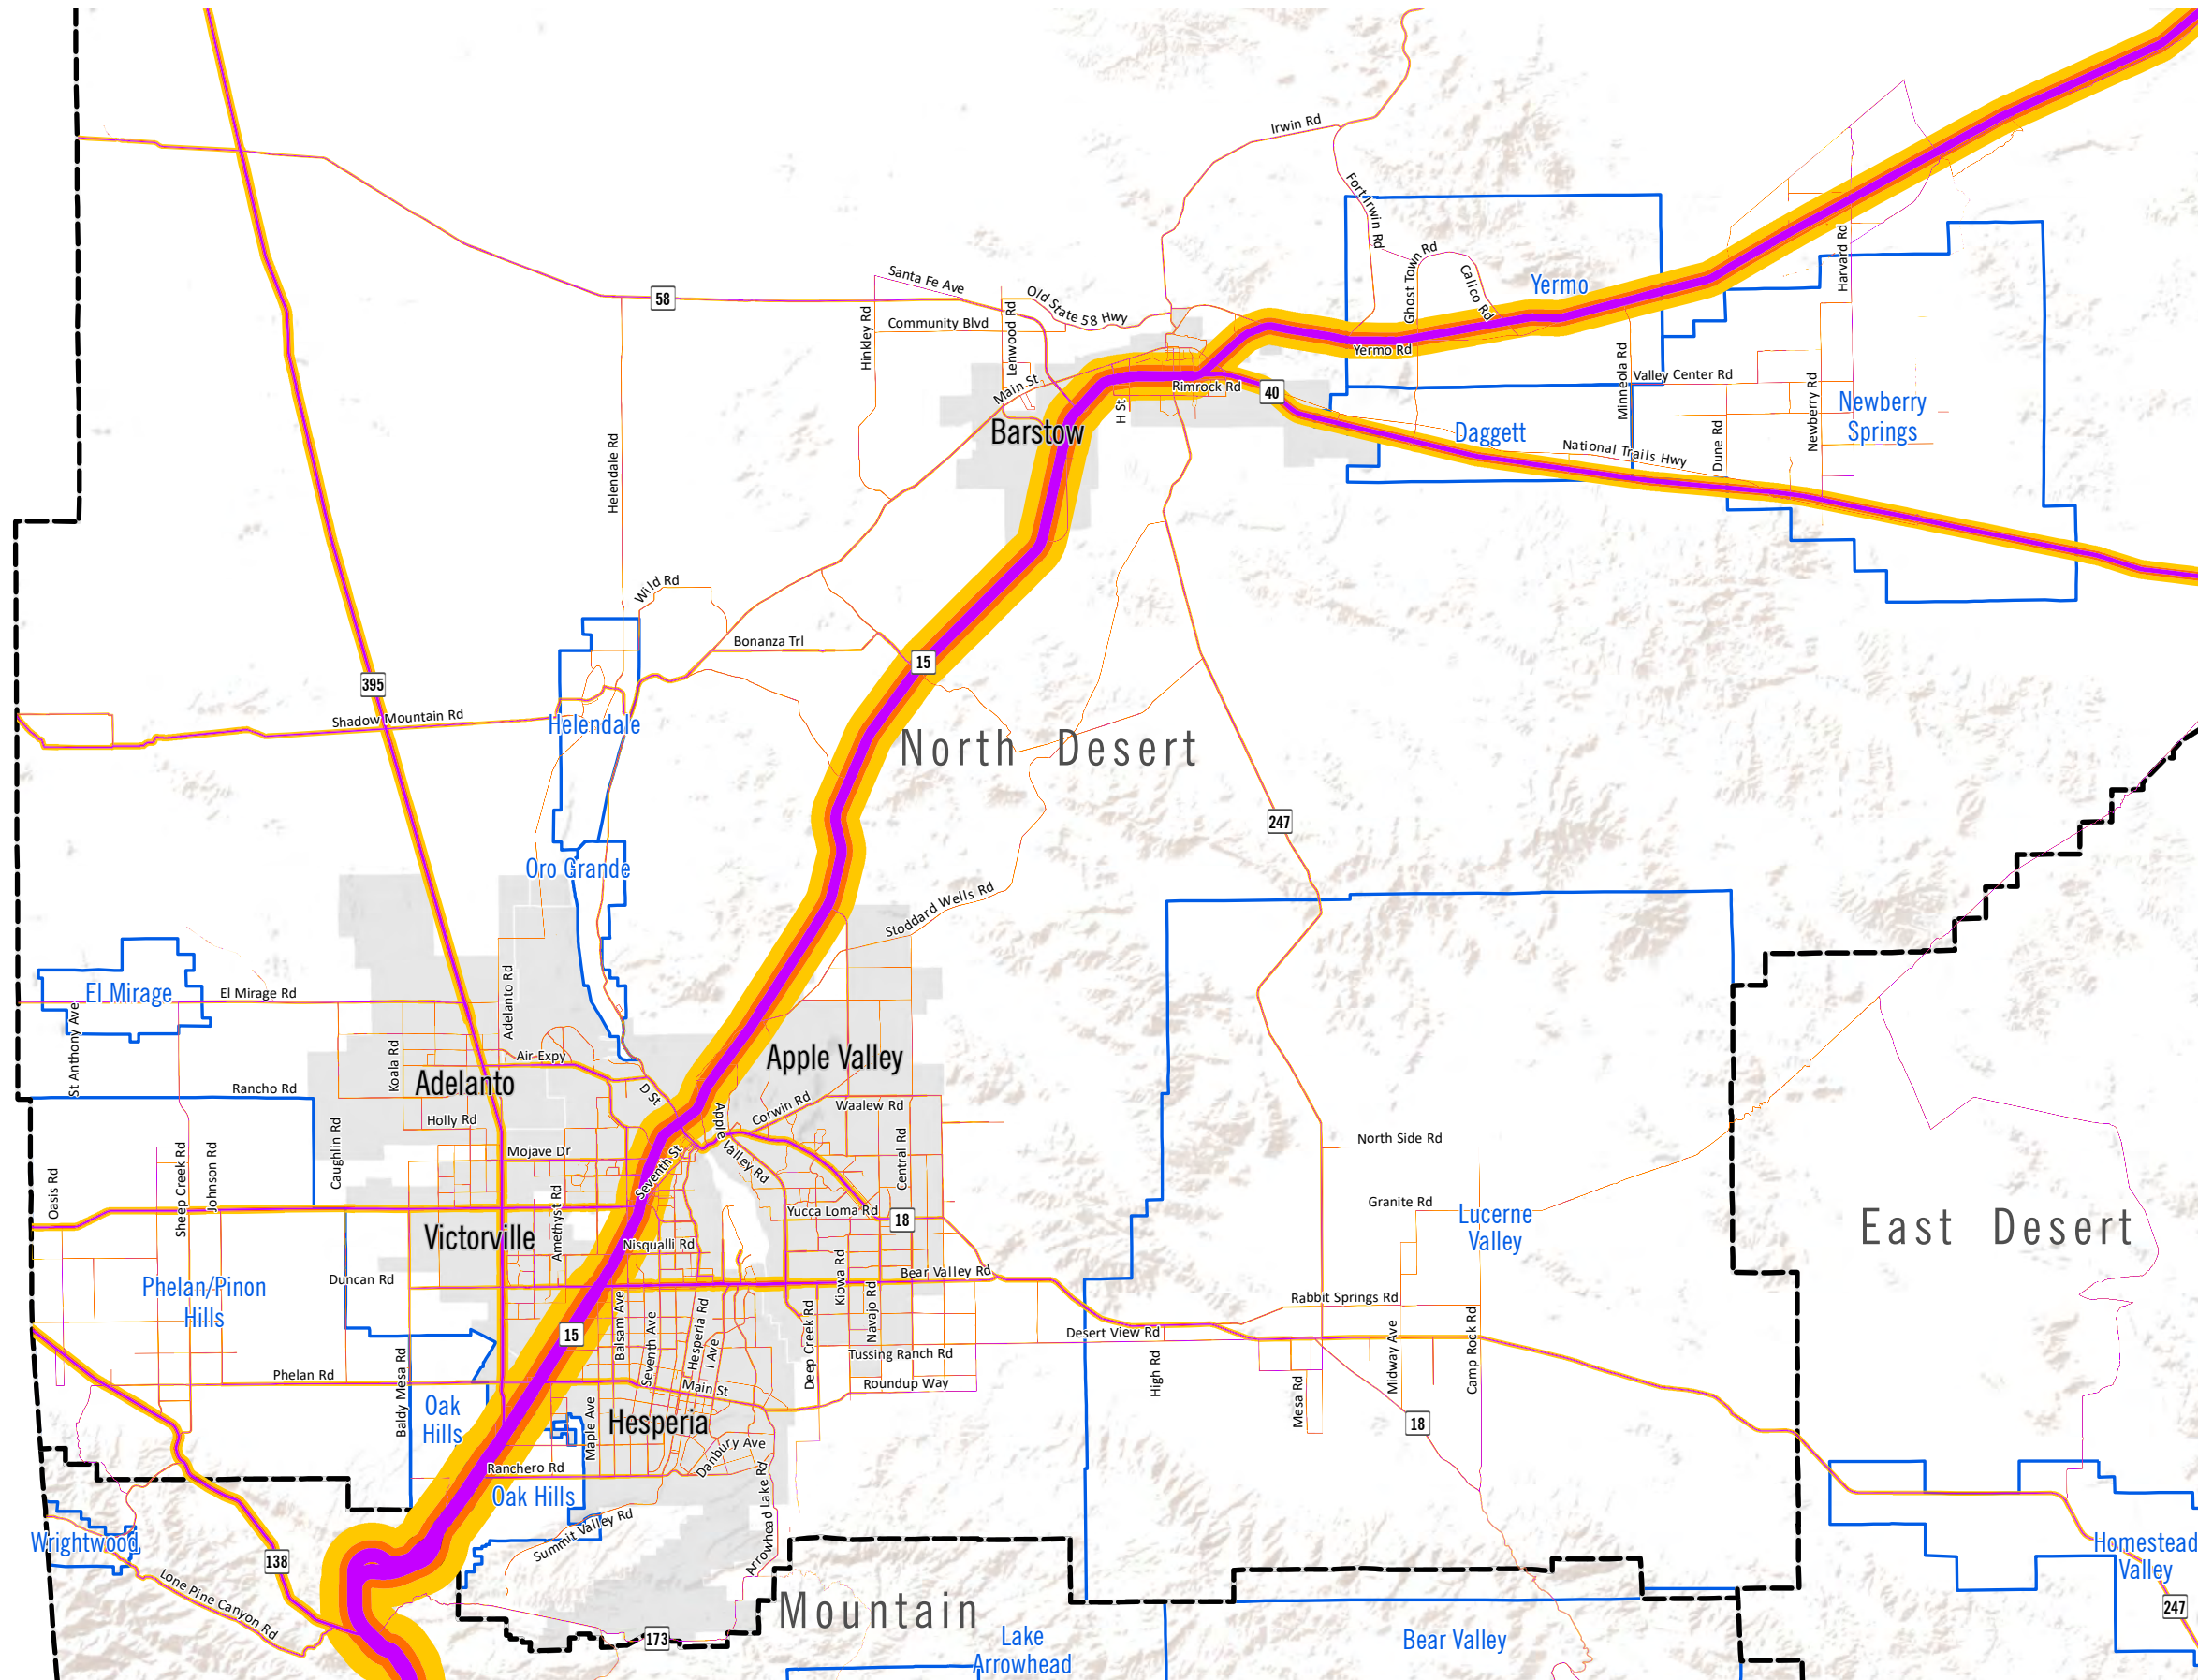 Irwin Rd
Fort Irwin Rd
Ghost Town Rd
Calico Rd
Yermo
Harvard Rd
Santa Fe Ave
58
Old State 58 Hwy
Community Blvd
Hinkley Rd
Lenwood Rd
Yermo Rd
Main St
Rimrock Rd
40
H St
Minneola Rd
Valley Center Rd
Newberry Rd
Newberry
Springs
Barstow
Daggett
National Trails Hwy
Dune Rd
Helendale Rd
Wild Rd
Bonanza Trl
15
395
Shadow Mountain Rd
Helendale
North Desert
247
Oro Grande
Stoddard Wells Rd
El Mirage
El Mirage Rd
St Anthony Ave
Adelanto Rd
Koala Rd
Air Expy
Apple Valley
Adelanto
Rancho Rd
D St
Corwin Rd
Waalew Rd
Holly Rd
Apple Valley Rd
Caughlin Rd
Mojave Dr
Seventh St
Central Rd
North Side Rd
Oasis Rd
Sheep Creek Rd
Johnson Rd
Amethyst Rd
Yucca Loma Rd
18
Granite Rd
Lucerne
Valley
East Desert
Victorville
Nisqualli Rd
Phelan/Pinon
Hills
Duncan Rd
Kiowa Rd
Bear Valley Rd
Navajo Rd
Rabbit Springs Rd
15
Balsam Ave
Seventh Ave
Hesperia Rd
I Ave
Deep Creek Rd
Desert View Rd
Tussing Ranch Rd
High Rd
Midway Ave
Camp Rock Rd
Baldy Mesa Rd
Phelan Rd
Main St
Roundup Way
Mesa Rd
Oak
Hills
Maple Ave
Hesperia
18
Danbury Ave
Ranchero Rd
Oak Hills
Arrowhead Lake Rd
Summit Valley Rd
Wrightwood
138
Lone Pine Canyon Rd
Homestead
Valley
247
Mountain
173
Lake
Arrowhead
Bear Valley